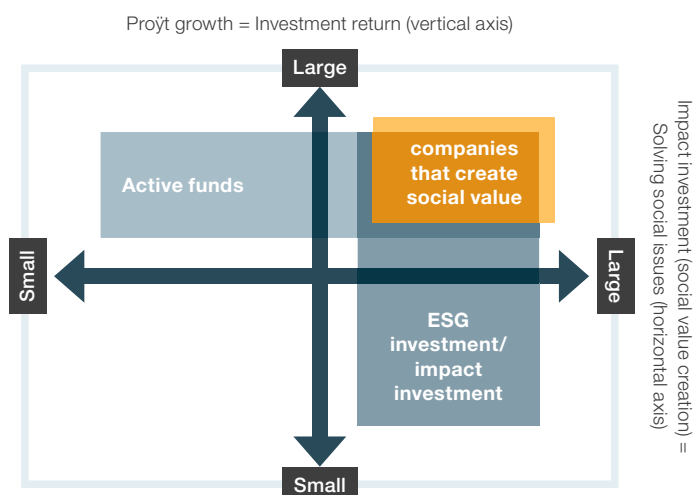 Proÿt growth = Investment return (vertical axis)
Large
companies
that create
social value
Active funds
Small
Large
Impact investment (social value creation) =
Solving social issues (horizontal axis)
ESG
investment/
impact
investment
Small